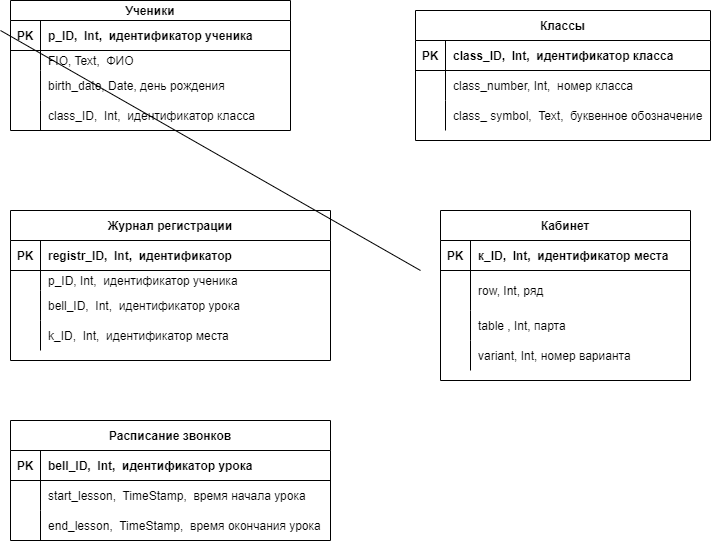 Ученики
PK p_ID, Int, идентификатор ученика
FIO, Text, ФИО
birth_date, Date, день рождения
class_ID, Int, идентификатор класса
Классы
PK class_ID, Int, идентификатор класса
class_number, Int, номер класса
class_ symbol, Text, буквенное обозначение
Журнал регистрации
PK registr_ID, Int, идентификатор
p_ID, Int, идентификатор ученика
bell_ID, Int, идентификатор урока
k_ID, Int, идентификатор места
Кабинет
PK к_ID, Int, идентификатор места
row, Int, ряд
table , Int, парта
variant, Int, номер варианта
Расписание звонков
PK bell_ID, Int, идентификатор урока
start_lesson, TimeStamp, время начала урока
end_lesson, TimeStamp, время окончания урока